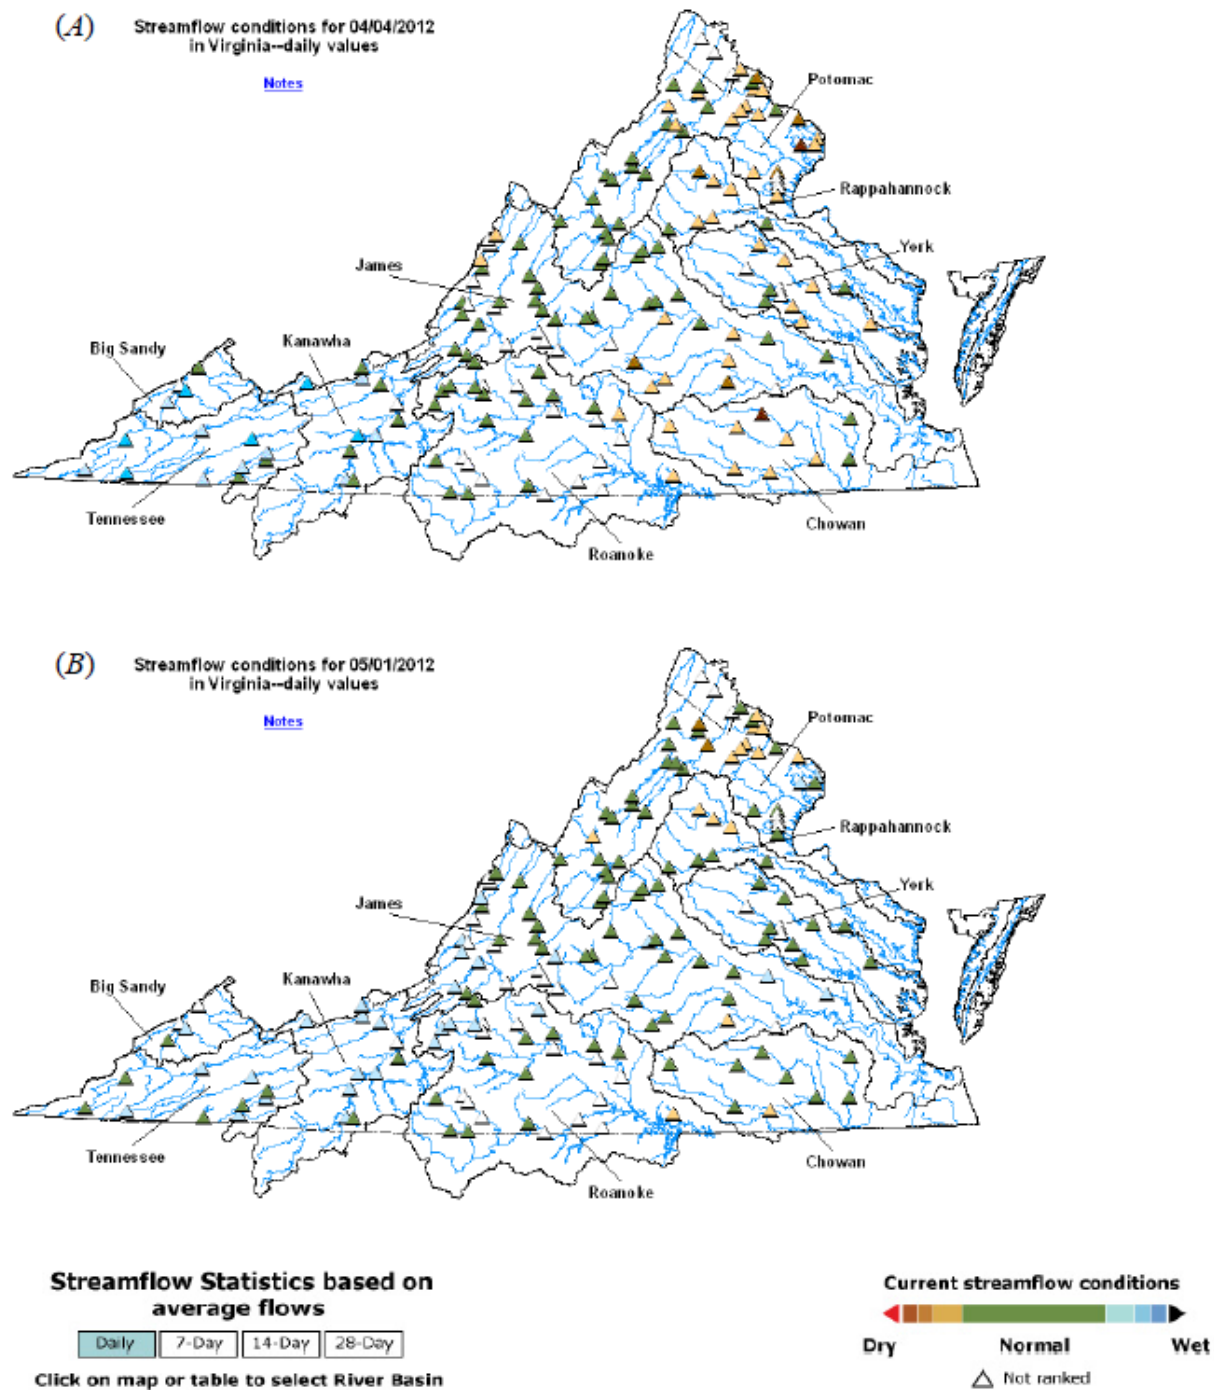 (A)
Streamflow conditions for 04/04/2012
in Virginia--daily values
Notes
Potomac
Rappahannock
York
James
Kanawha
Big Sandy
Tennessee
Chowan
Roanoke
(B)
Streamflow conditions for 05/01/2012
in Virginia--daily values
Notes
Potomac
Rappahannock
York
James
Kanawha
Big Sandy
Tennessee
Chowan
Roanoke
Streamflow Statistics based on
average flows
Daily 7-Day 14-Day 28-Day
Click on map or table to select River Basin
Current streamflow conditions
Dry Normal Wet
Not ranked